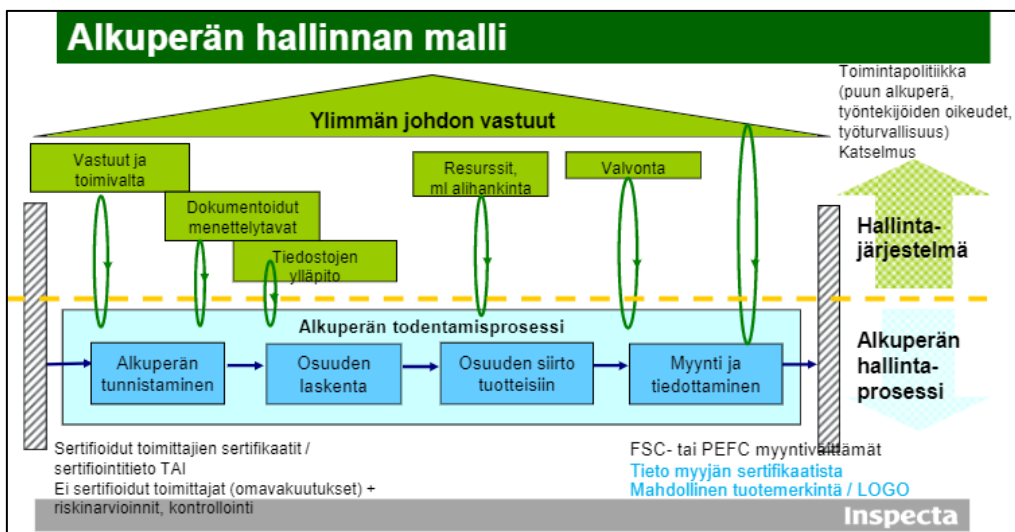 Alkuperän hallinnan malli
Toimintapolitiikka
(puun alkuperä,
työntekijöiden oikeudet,
työturvallisuus)
Katselmus
Ylimmän johdon vastuut
Vastuut ja
toimivalta
Dokumentoidut
menettelytavat
Tiedostojen
ylläpito
Resurssit,
ml alihankinta
Valvonta
Hallinta-
järjestelmä
Alkuperän todentamisprosessi
Alkuperän
tunnistaminen
Osuuden
laskenta
Osuuden siirto
tuotteisiin
Myynti ja
tiedottaminen
Alkuperän
hallinta-
prosessi
Sertifioidut toimittajien sertifikaatit /
sertifiointitieto TAI
Ei sertifioidut toimittajat (omavakuutukset) +
riskinarvioinnit, kontrollointi
FSC- tai PEFC myyntiväittämät
Tieto myyjän sertifikaatista
Mahdollinen tuotemerkintä / LOGO
Inspecta